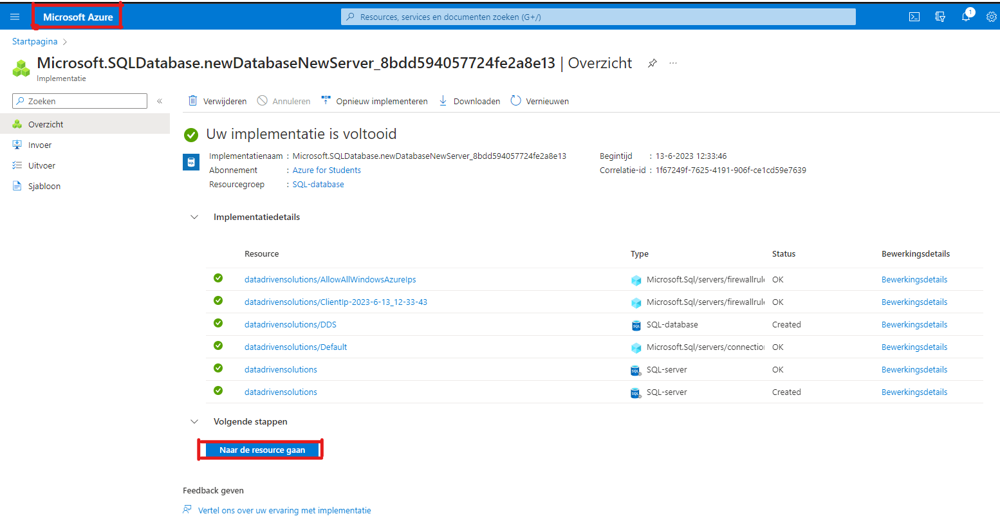 Microsoft Azure
Resources, services en documenten zoeken (G+/)
1
Startpagina
Microsoft.SQLDatabase.newDatabaseNewServer_8bdd594057724fe2a8e13 | Overzicht
Implementatie
Zoeken
Verwijderen Annuleren Opnieuw implementeren Downloaden Vernieuwen
Overzicht
Invoer
Uitvoer
Sjabloon
Uw implementatie is voltooid
Implementatienaam : Microsoft.SQLDatabase.newDatabaseNewServer_8bdd594057724fe2a8e13 Begintijd : 13-6-2023 12:33:46
Abonnement : Azure for Students Correlatie-id : 1f67249f-7625-4191-906f-ce1cd59e7639
Resourcegroep : SQL-database
Implementatiedetails
Resource Type Status Bewerkingsdetails
datadrivensolutions/AllowAllWindowsAzureIps Microsoft.Sql/servers/firewallrule OK Bewerkingsdetails
datadrivensolutions/ClientIp-2023-6-13_12-33-43 Microsoft.Sql/servers/firewallrule OK Bewerkingsdetails
datadrivensolutions/DDS SQL-database Created Bewerkingsdetails
datadrivensolutions/Default Microsoft.Sql/servers/connection OK Bewerkingsdetails
datadrivensolutions SQL-server OK Bewerkingsdetails
datadrivensolutions SQL-server Created Bewerkingsdetails
Volgende stappen
Naar de resource gaan
Feedback geven
Vertel ons over uw ervaring met implementatie